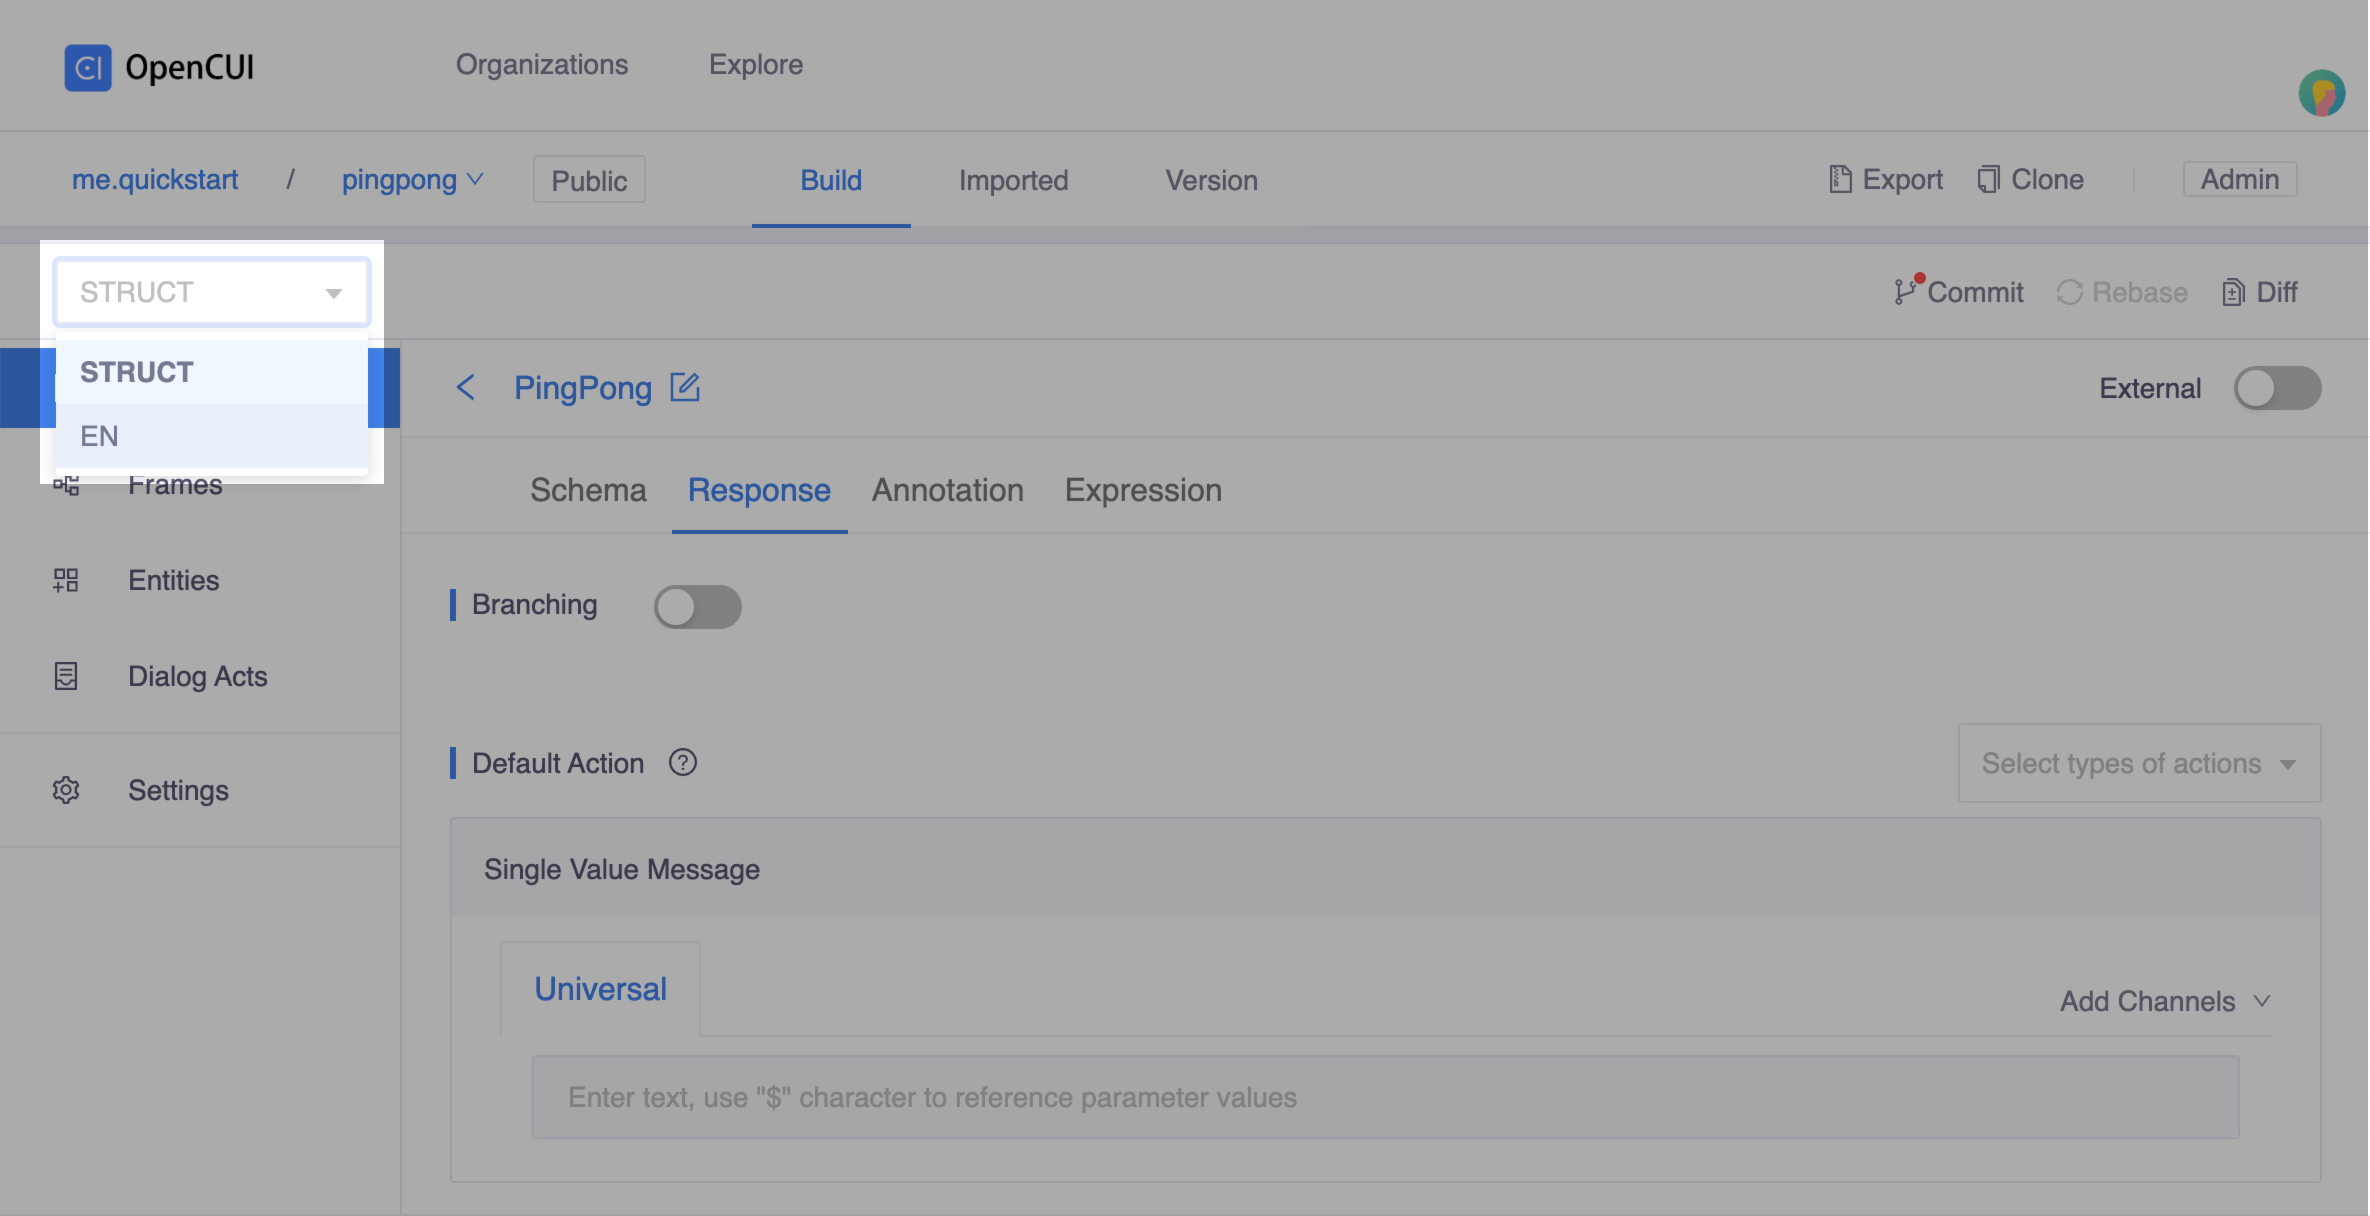 CI OpenCUI
Organizations Explore
me.quickstart / pingpong Public Build Imported Version Export Clone Admin
STRUCT Commit Rebase Diff
STRUCT
PingPong External
EN
Frames
Schema Response Annotation Expression
Entities
Branching
Dialog Acts
Default Action ? Select types of actions
Settings
Single Value Message
Universal
Add Channels
Enter text, use "$" character to reference parameter values